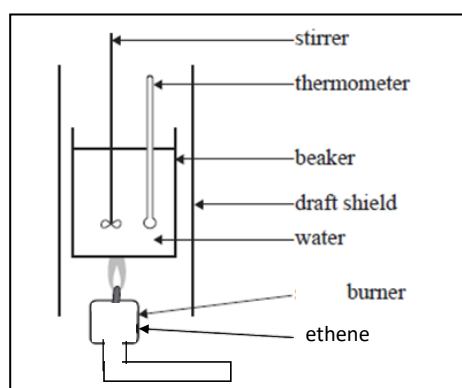 stirrer
thermometer
beaker
draft shield
water
burner
ethene